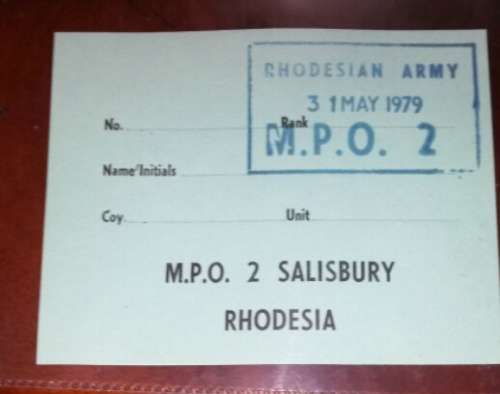 RHODESIAN ARMY
31 MAY 1979
M.P.O. 2
No. Rank
Name/Initials
Coy Unit
M.P.O. 2 SALISBURY
RHODESIA